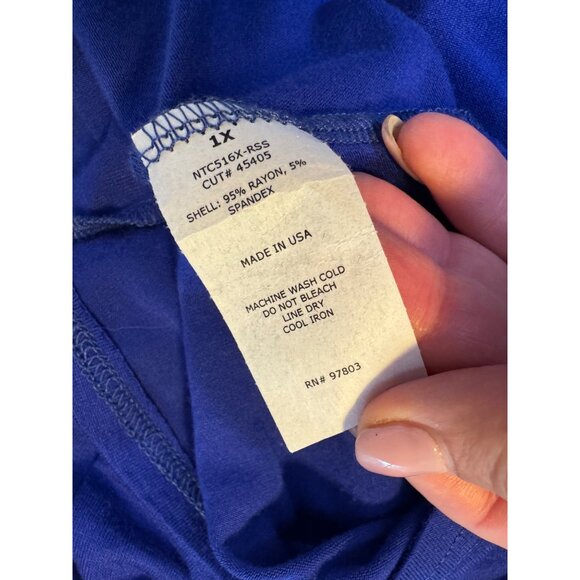 1X
NTC516X-RSS
CUT# 45405
SHELL: 95% RAYON, 5%
SPANDEX
MADE IN USA
MACHINE WASH COLD
DO NOT BLEACH
LINE DRY
COOL IRON
RN# 97803